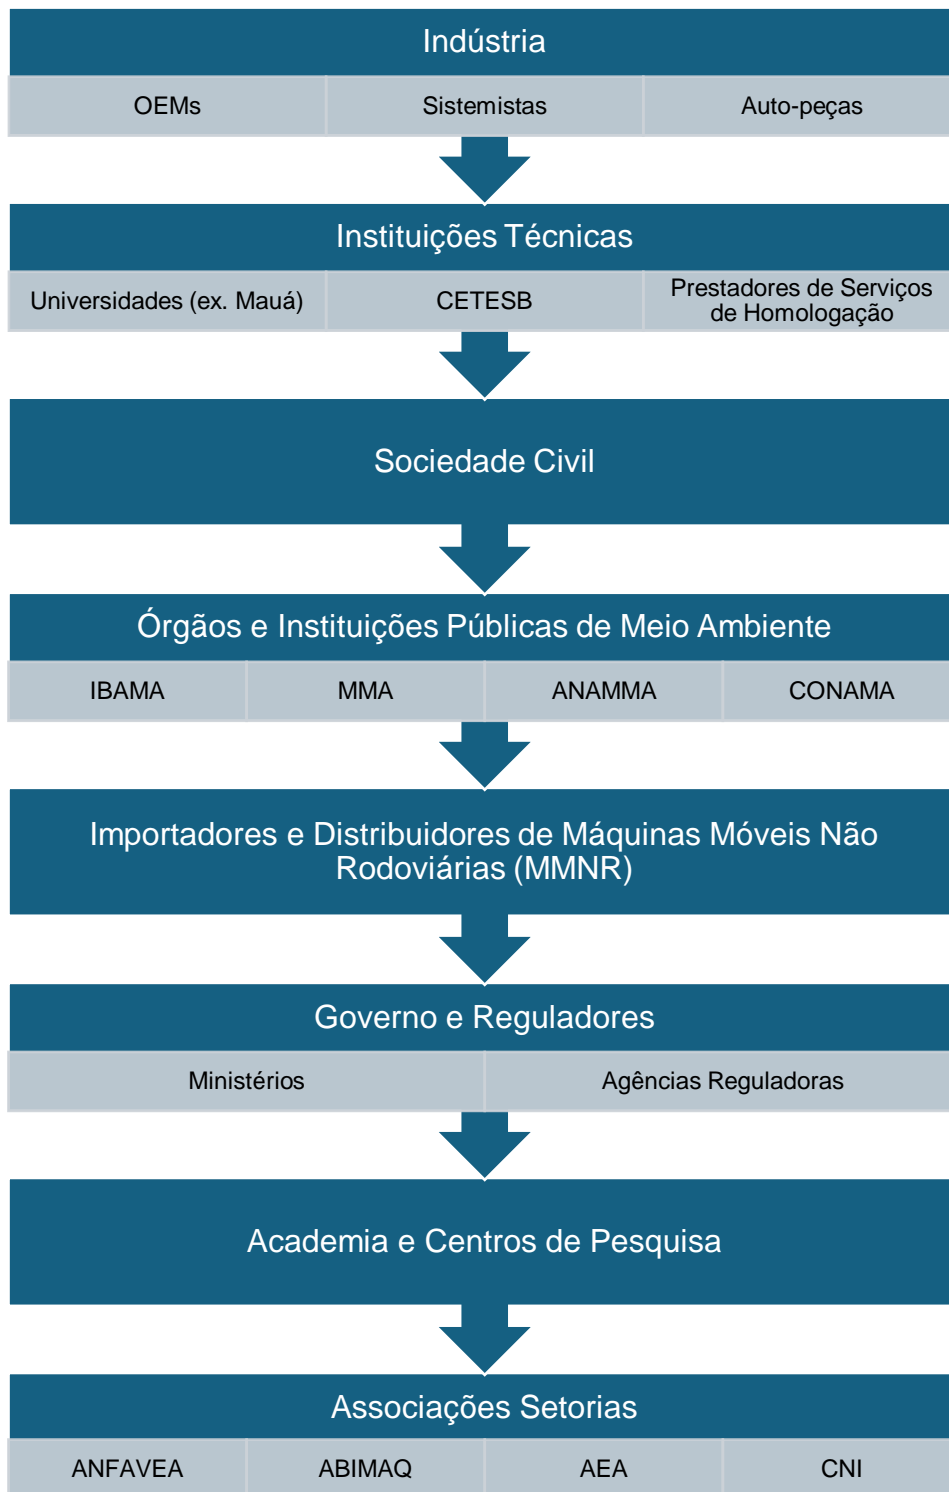 Indústria
OEMs
Sistemistas
Auto-peças
Instituições Técnicas
Universidades (ex. Mauá)
CETESB
Prestadores de Serviços
de Homologação
Sociedade Civil
Órgãos e Instituições Públicas de Meio Ambiente
IBAMA
MMA
ANAMMA
CONAMA
Importadores e Distribuidores de Máquinas Móveis Não
Rodoviárias (MMNR)
Governo e Reguladores
Ministérios
Agências Reguladoras
Academia e Centros de Pesquisa
Associações Setorias
ANFAVEA
ABIMAQ
AEA
CNI